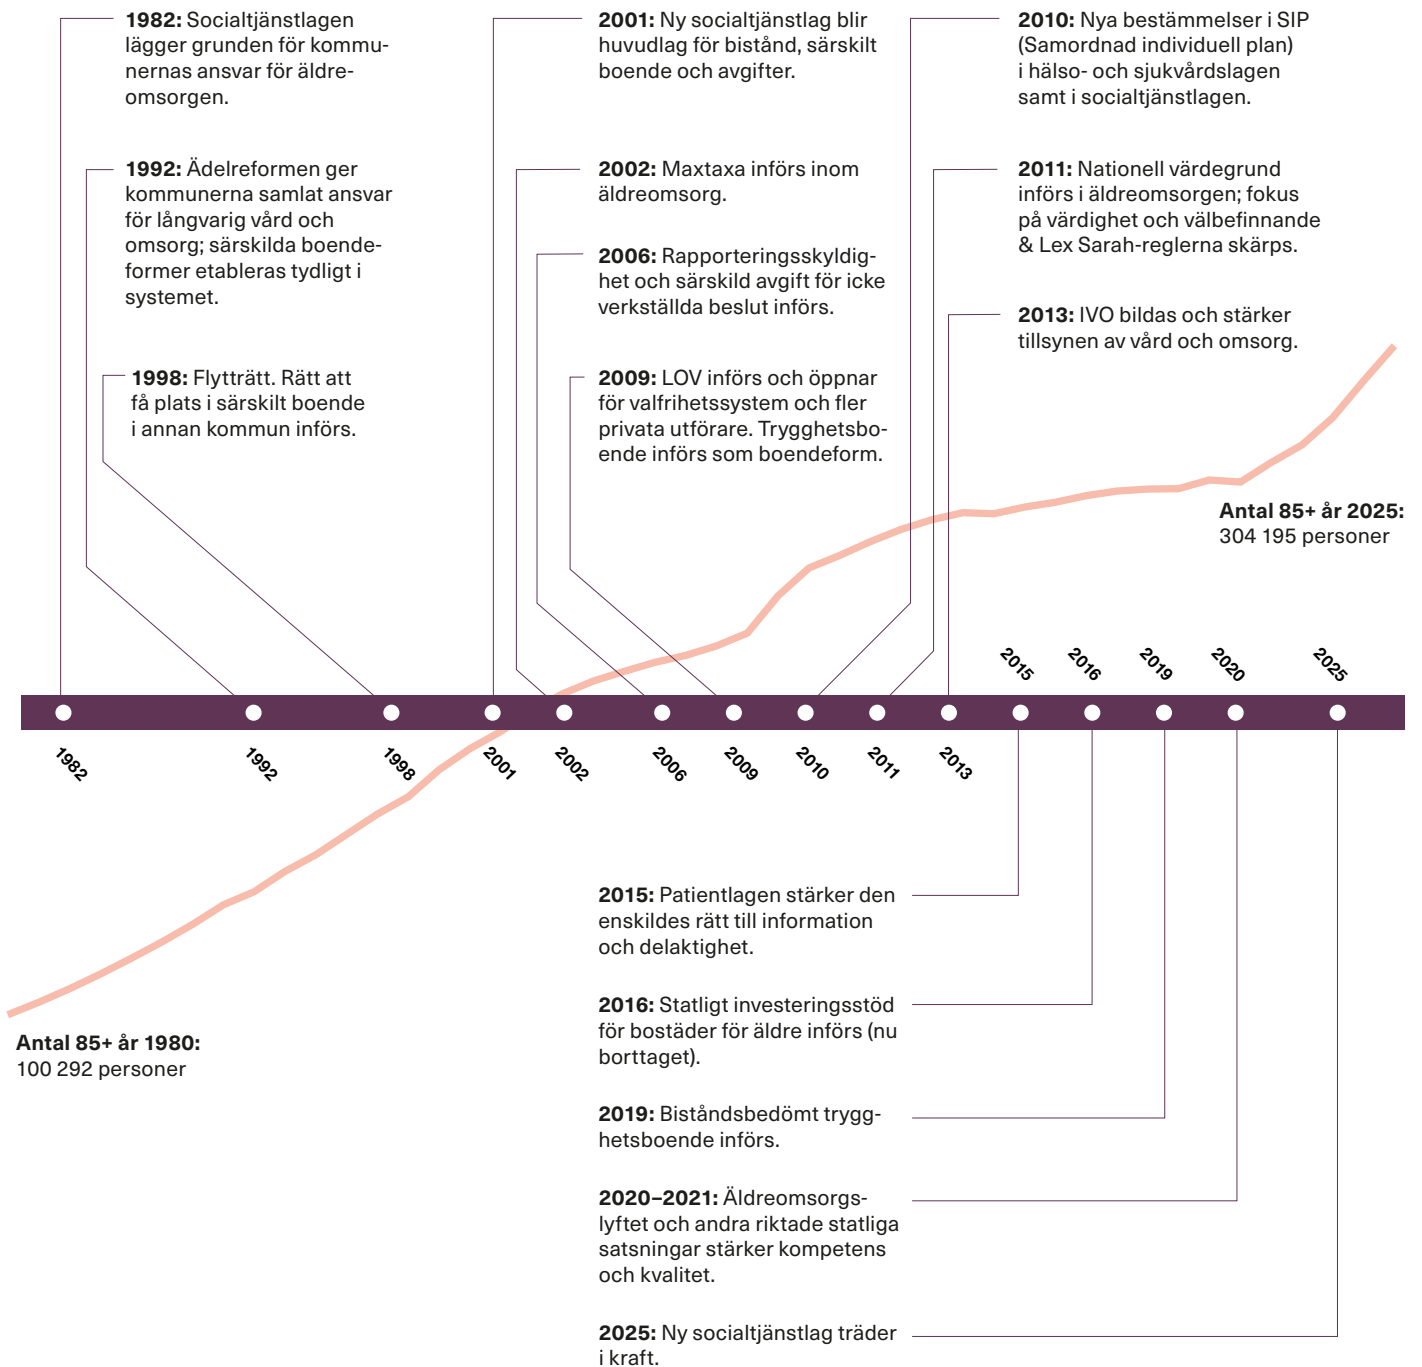 1982: Socialtjänstlagen
lägger grunden för kommu-
nernas ansvar för äldre-
omsorgen.
1992: Ädelreformen ger
kommunerna samlat ansvar
för långvarig vård och
omsorg; särskilda boende-
former etableras tydligt i
systemet.
1998: Flytträtt. Rätt att
få plats i särskilt boende
i annan kommun införs.
2001: Ny socialtjänstlag blir
huvudlag för bistånd, särskilt
boende och avgifter.
2002: Maxtaxa införs inom
äldreomsorg.
2006: Rapporteringsskyldig-
het och särskild avgift för icke
verkställda beslut införs.
2009: LOV införs och öppnar
för valfrihetssystem och fler
privata utförare. Trygghetsbo-
ende införs som boendeform.
2010: Nya bestämmelser i SIP
(Samordnad individuell plan)
i hälso- och sjukvårdslagen
samt i socialtjänstlagen.
2011: Nationell värdegrund
införs i äldreomsorgen; fokus
på värdighet och välbefinnande
& Lex Sarah-reglerna skärps.
2013: IVO bildas och stärker
tillsynen av vård och omsorg.
Antal 85+ år 2025:
304 195 personer
2015
2016
2019
2020
2025
1982
1992
1998
2001
2002
2006
2009
2010
2011
2013
Antal 85+ år 1980:
100 292 personer
2015: Patientlagen stärker den
enskildes rätt till information
och delaktighet.
2016: Statligt investeringsstöd
för bostäder för äldre införs (nu
borttaget).
2019: Biståndsbedömt trygg-
hetsboende införs.
2020–2021: Äldreomsorgs-
lyftet och andra riktade statliga
satsningar stärker kompetens
och kvalitet.
2025: Ny socialtjänstlag träder
i kraft.